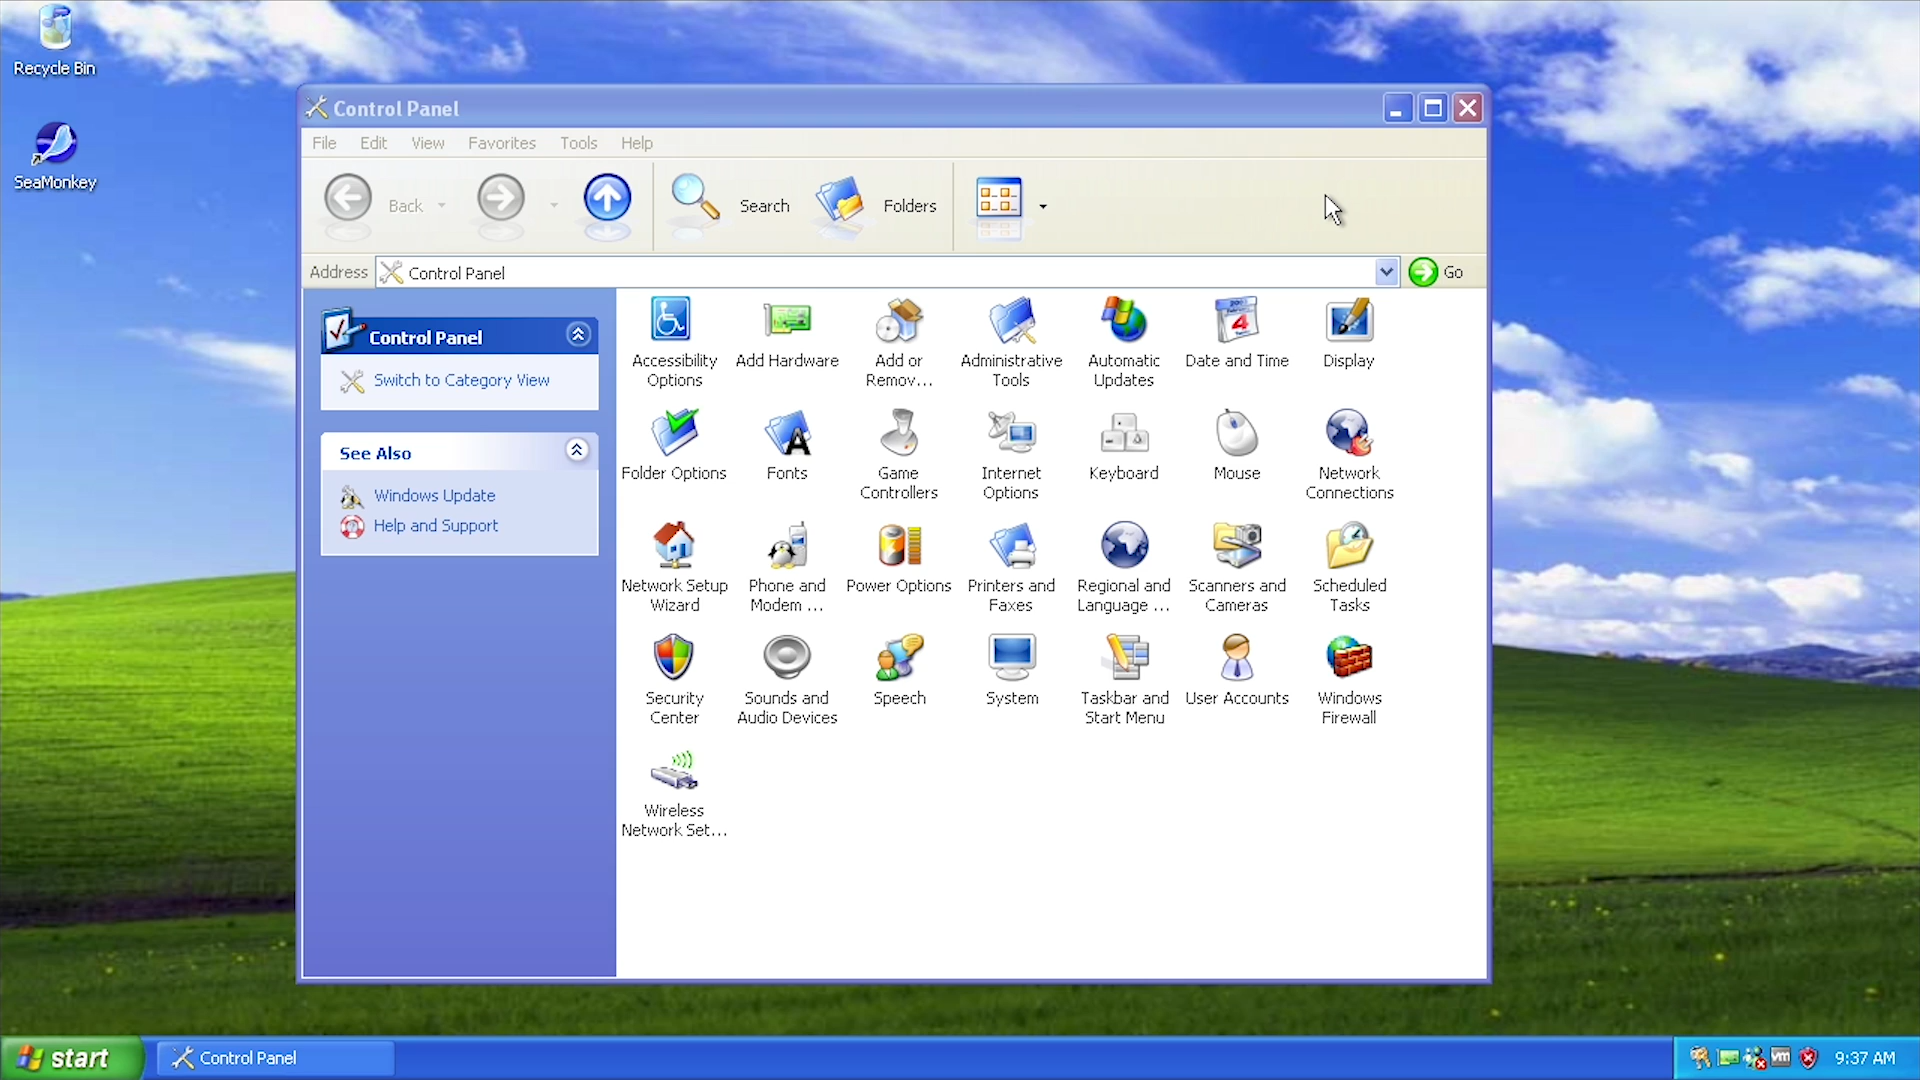 Recycle Bin
SeaMonkey
Control Panel
File Edit View Favorites Tools Help
Back Search Folders
Address Control Panel Go
Control Panel
Switch to Category View
See Also
Windows Update
Help and Support
Accessibility Options
Add Hardware
Add or Remov...
Administrative Tools
Automatic Updates
Date and Time
Display
Folder Options
Fonts
Game Controllers
Internet Options
Keyboard
Mouse
Network Connections
Network Setup Wizard
Phone and Modem ...
Power Options
Printers and Faxes
Regional and Language ...
Scanners and Cameras
Scheduled Tasks
Security Center
Sounds and Audio Devices
Speech
System
Taskbar and Start Menu
User Accounts
Windows Firewall
Wireless Network Set...
start
Control Panel
vm
9:37 AM